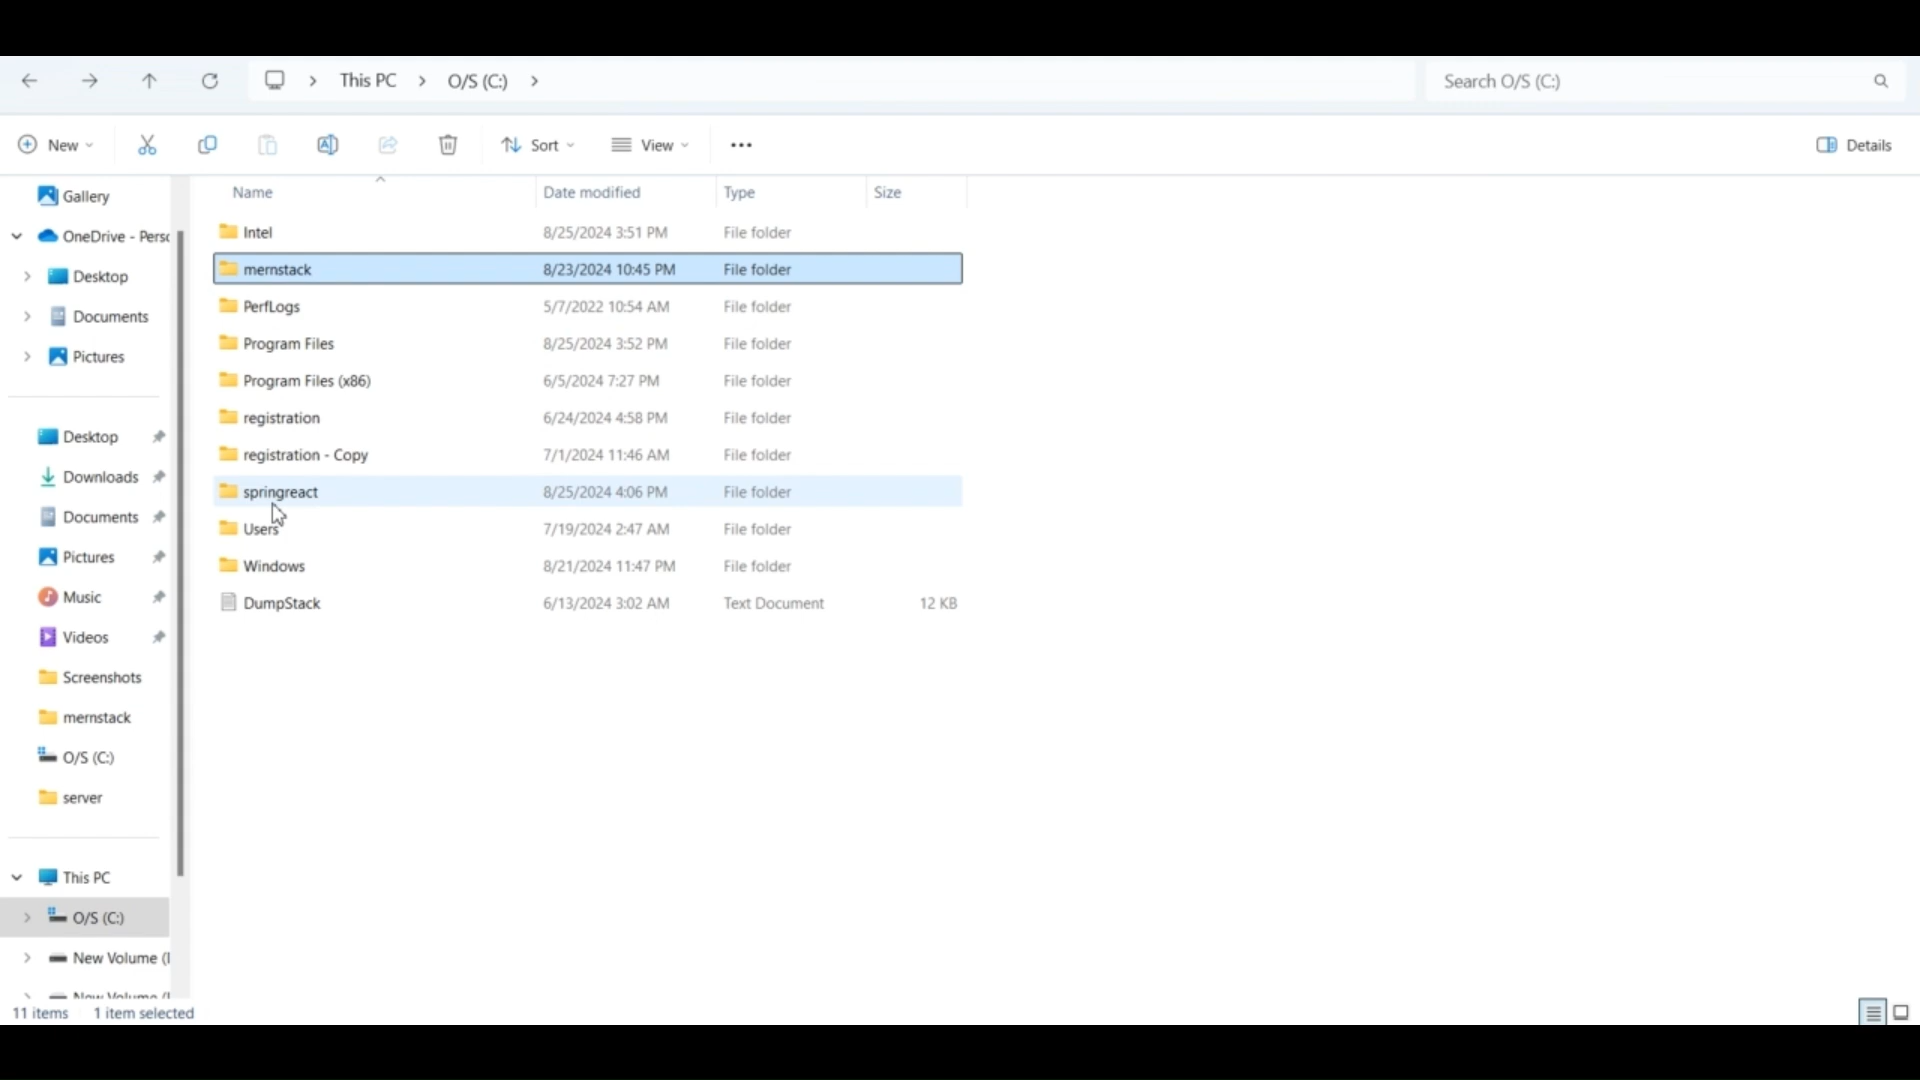 This PC
O/S (C:)
Search O/S (C:)
New
Sort
View
Details
Name Date modified Type Size
Intel 8/25/2024 3:51 PM File folder
mernstack 8/23/2024 10:45 PM File folder
PerfLogs 5/7/2022 10:54 AM File folder
Program Files 8/25/2024 3:52 PM File folder
Program Files (x86) 6/5/2024 7:27 PM File folder
registration 6/24/2024 4:58 PM File folder
registration - Copy 7/1/2024 11:46 AM File folder
springreact 8/25/2024 4:06 PM File folder
Users 7/19/2024 2:47 AM File folder
Windows 8/21/2024 11:47 PM File folder
DumpStack 6/13/2024 3:02 AM Text Document 12 KB
Gallery
OneDrive - Perso
Desktop
Documents
Pictures
Desktop
Downloads
Documents
Pictures
Music
Videos
Screenshots
mernstack
O/S (C:)
server
This PC
O/S (C:)
New Volume (
New Volume (
11 items 1 item selected